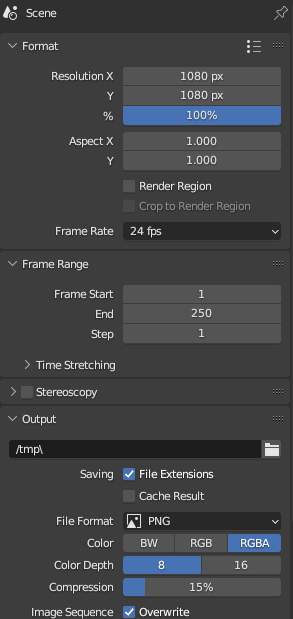 Scene
Format
Resolution X 1080 px
Y 1080 px
% 100%
Aspect X 1.000
Y 1.000
Render Region
Crop to Render Region
Frame Rate 24 fps
Frame Range
Frame Start 1
End 250
Step 1
Time Stretching
Stereoscopy
Output
/tmp\
Saving File Extensions
Cache Result
File Format PNG
Color BW RGB RGBA
Color Depth 8 16
Compression 15%
Image Sequence Overwrite